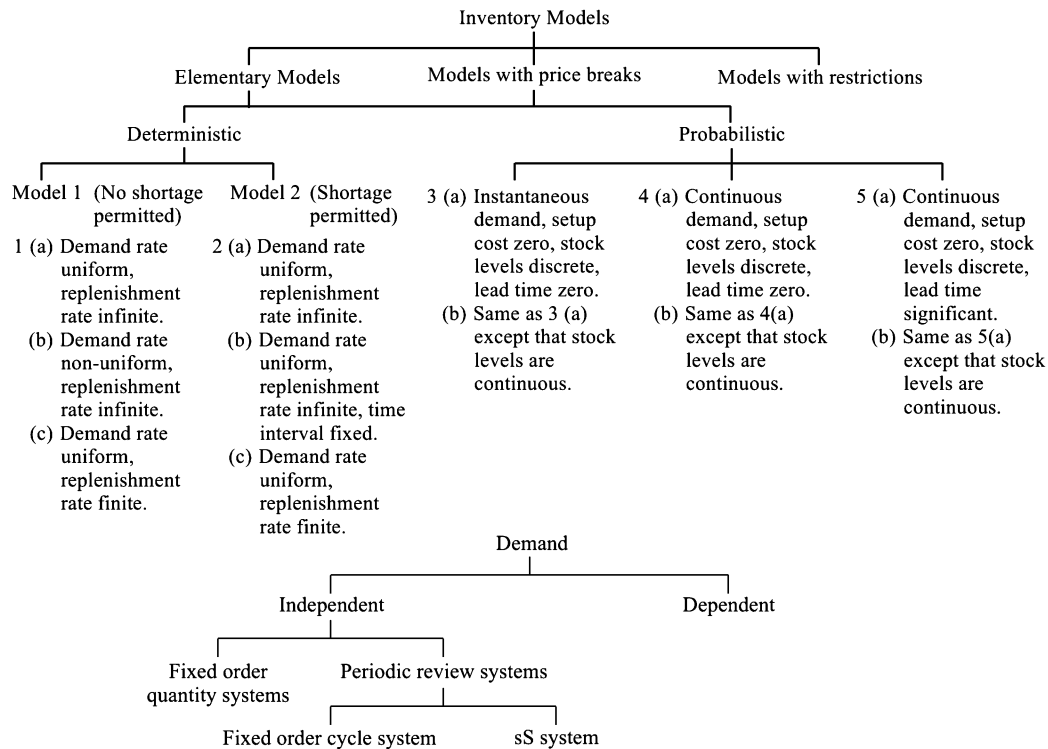 Inventory Models
Elementary Models
Models with price breaks
Models with restrictions
Deterministic
Probabilistic
Model 1 (No shortage
permitted)
1 (a) Demand rate
uniform,
replenishment
rate infinite.
(b) Demand rate
non-uniform,
replenishment
rate infinite.
(c) Demand rate
uniform,
replenishment
rate finite.
Model 2 (Shortage
permitted)
2 (a) Demand rate
uniform,
replenishment
rate infinite.
(b) Demand rate
uniform,
replenishment
rate infinite, time
interval fixed.
(c) Demand rate
uniform,
replenishment
rate finite.
3 (a) Instantaneous
demand, setup
cost zero, stock
levels discrete,
lead time zero.
(b) Same as 3 (a)
except that stock
levels are
continuous.
4 (a) Continuous
demand, setup
cost zero, stock
levels discrete,
lead time zero.
(b) Same as 4(a)
except that stock
levels are
continuous.
5 (a) Continuous
demand, setup
cost zero, stock
levels discrete,
lead time
significant.
(b) Same as 5(a)
except that stock
levels are
continuous.
Demand
Independent
Dependent
Fixed order
quantity systems
Periodic review systems
Fixed order cycle system
sS system